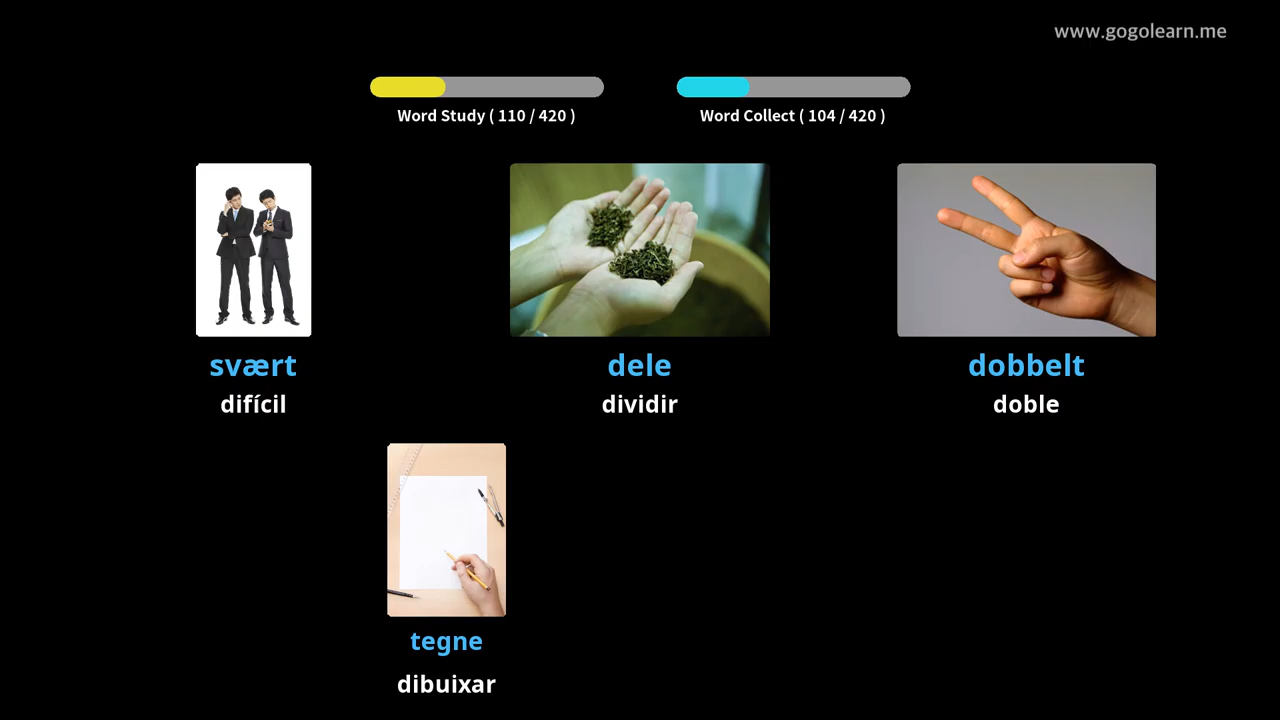 www.gogolearn.me
Word Study ( 110 / 420 )
Word Collect ( 104 / 420 )
svært
difícil
dele
dividir
dobbelt
doble
tegne
dibuixar